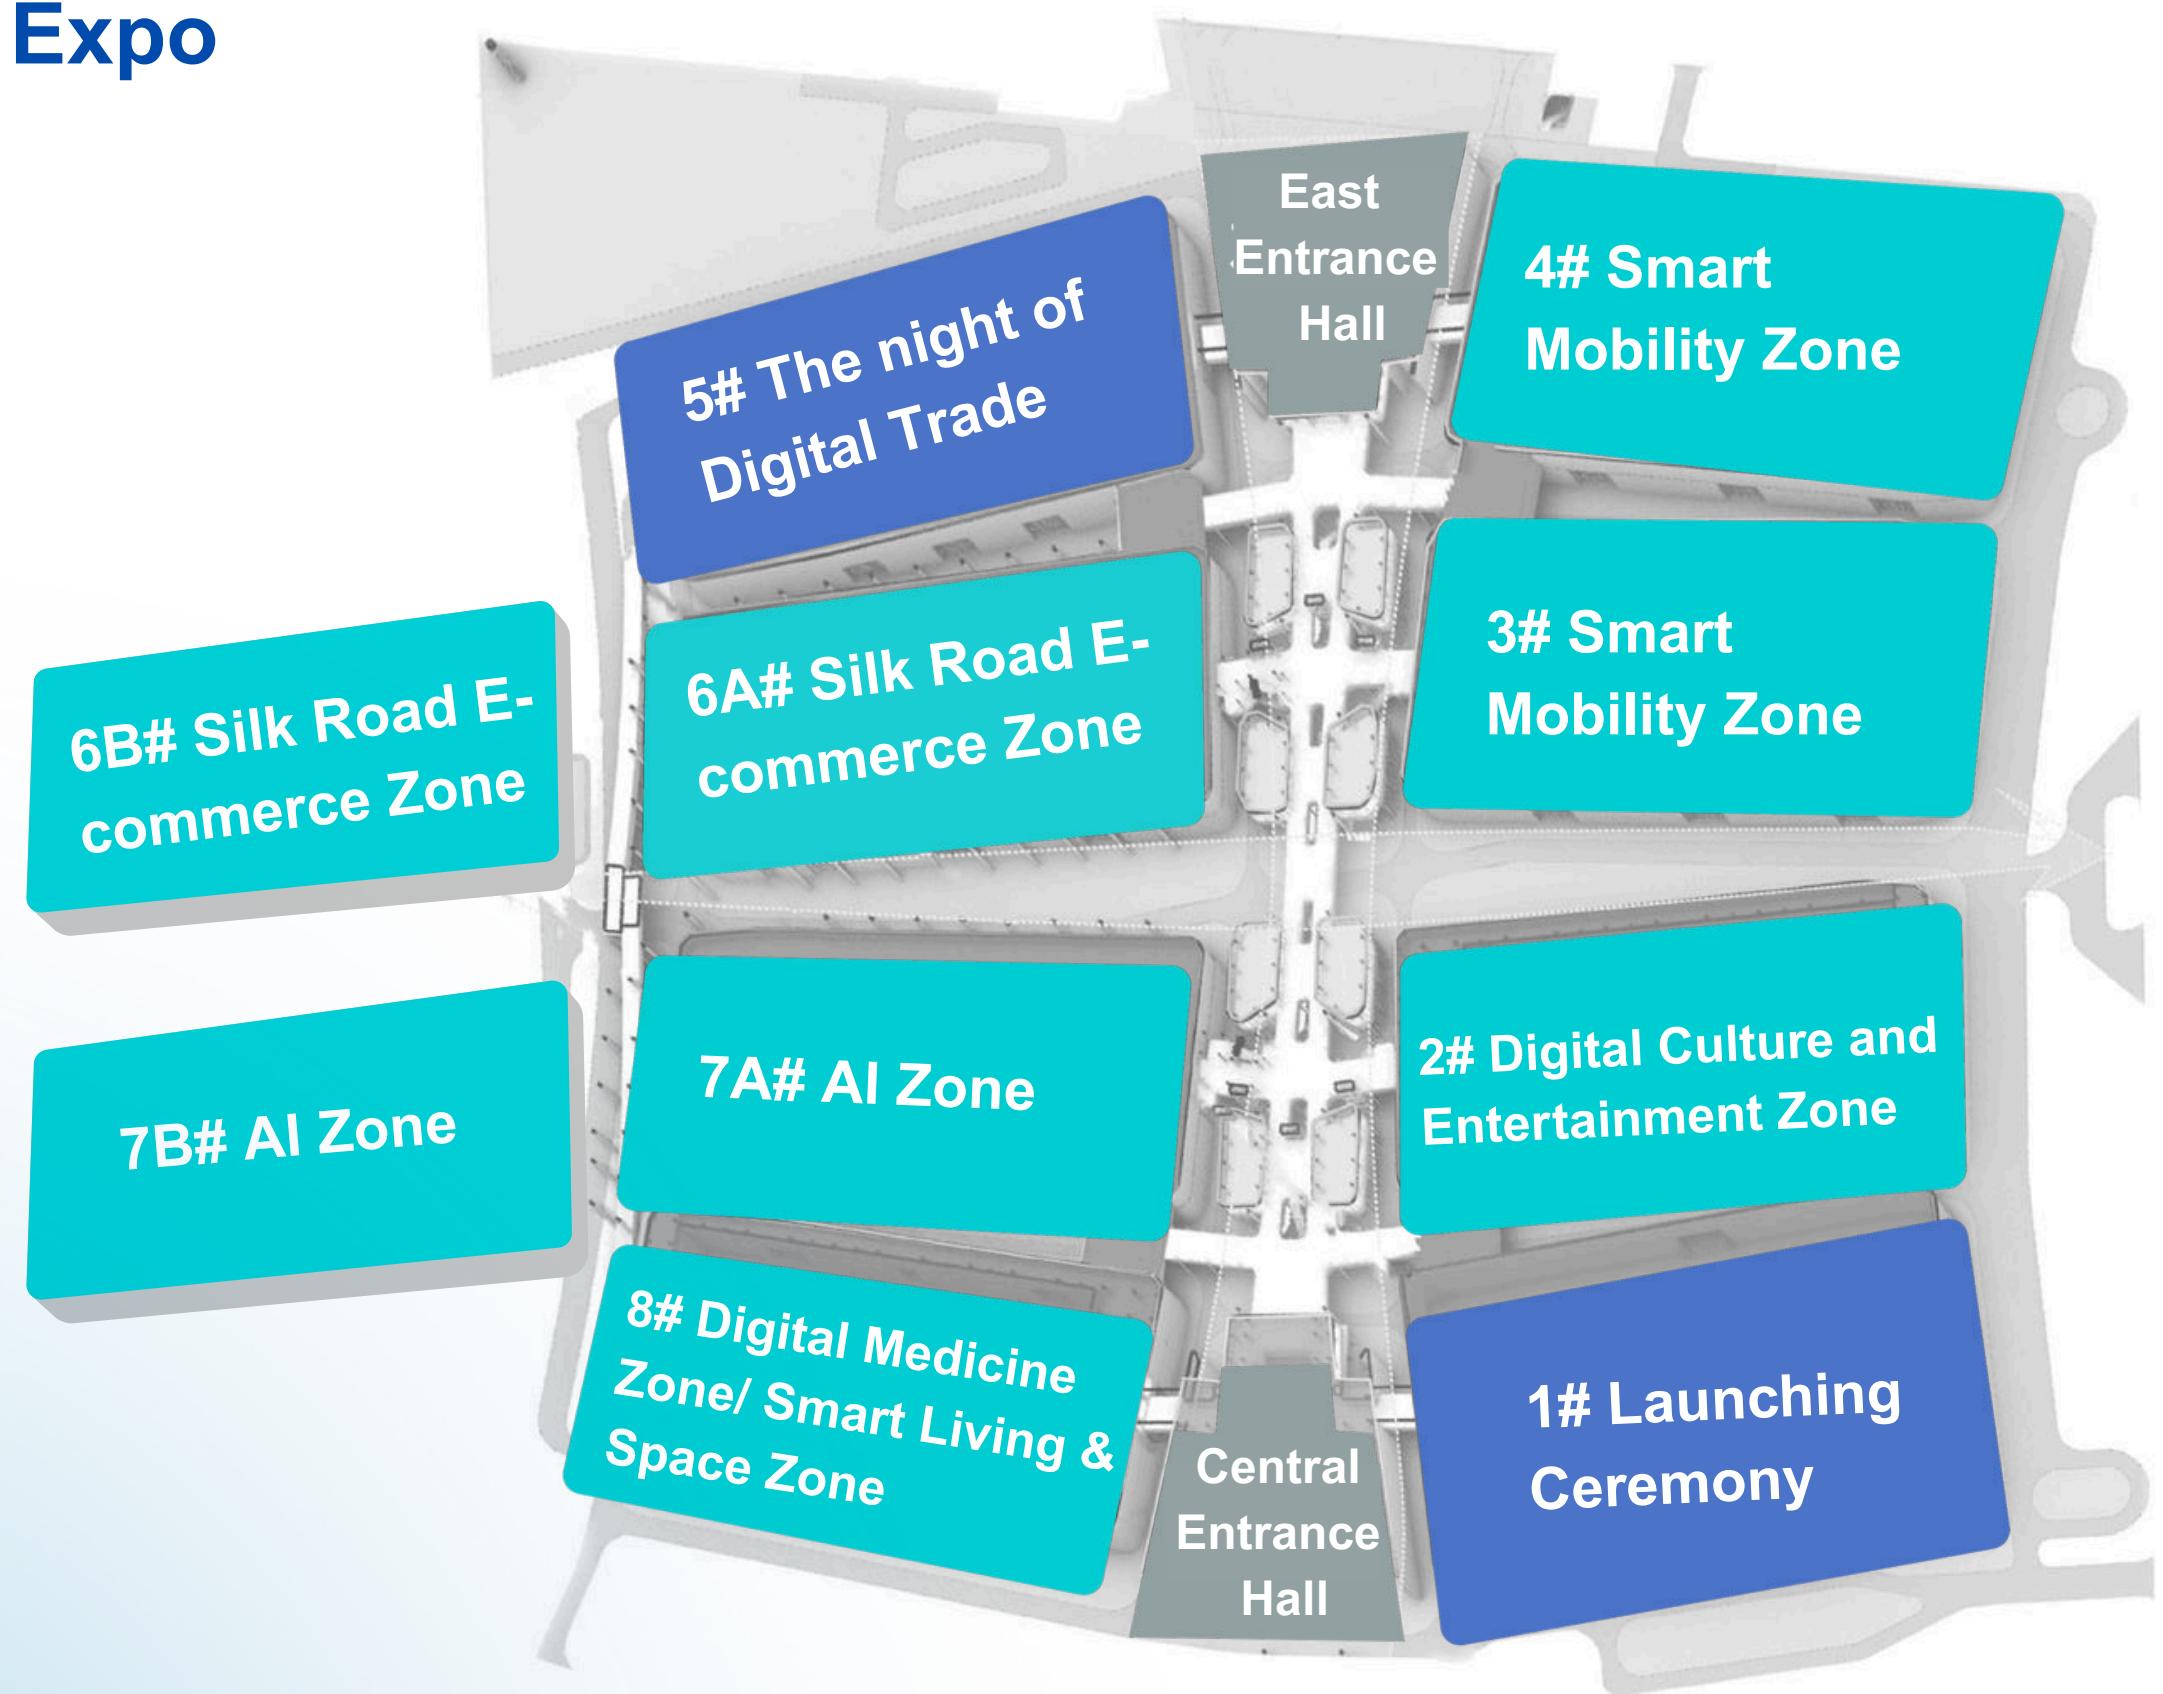 Expo
East
Entrance
Hall
4# Smart
Mobility Zone
5# The night of
Digital Trade
3# Smart
Mobility Zone
6A# Silk Road E-
commerce Zone
6B# Silk Road E-
commerce Zone
7A# AI Zone
7B# AI Zone
2# Digital Culture and
Entertainment Zone
8# Digital Medicine
Zone/ Smart Living &
Space Zone
1# Launching
Ceremony
Central
Entrance
Hall